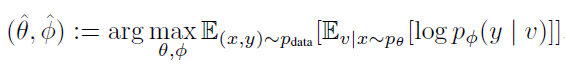 (θ̂, φ̂) := arg max_{θ,φ} 𝔼_{(x,y)∼p_data}[𝔼_{v|x∼p_θ}[log p_φ(y | v)]].